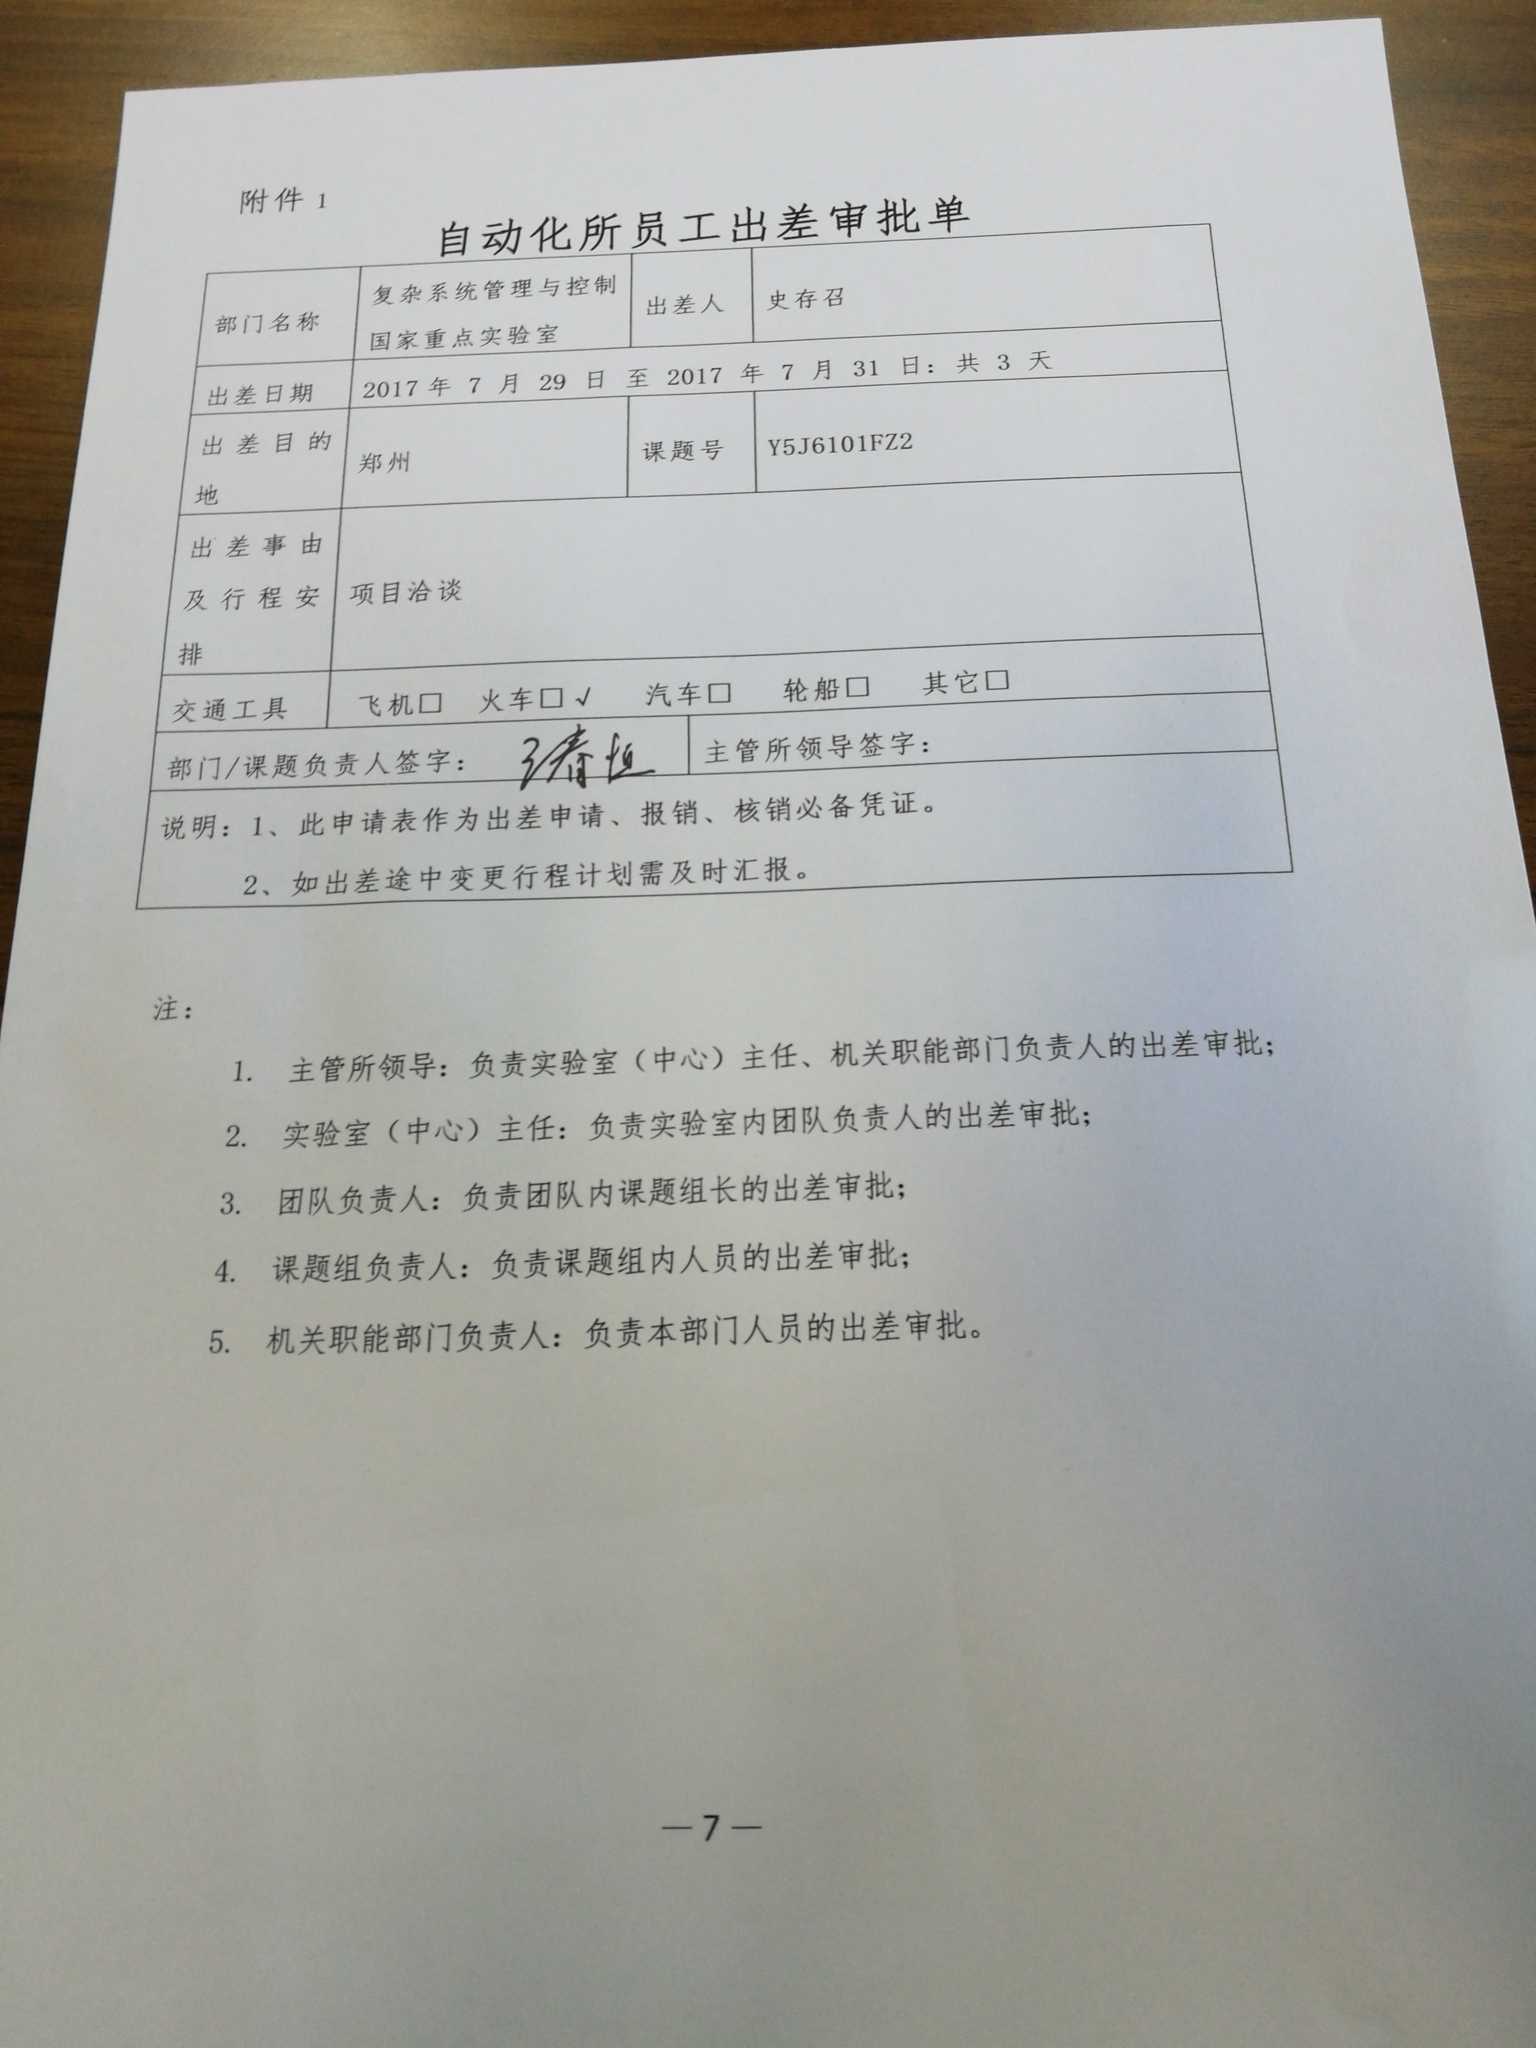 附件 1
自动化所员工出差审批单
部门名称
复杂系统管理与控制
国家重点实验室
出差人
史存召
出差日期
2017 年 7 月 29 日 至 2017 年 7 月 31 日：共 3 天
出差目的
地
郑州
课题号
Y5J6101FZ2
出差事由
及行程安
排
项目洽谈
交通工具
飞机□ 火车□√ 汽车□ 轮船□ 其它□
部门/课题负责人签字： 春恒
主管所领导签字：
说明：1、此申请表作为出差申请、报销、核销必备凭证。
2、如出差途中变更行程计划需及时汇报。
注：
1. 主管所领导：负责实验室（中心）主任、机关职能部门负责人的出差审批；
2. 实验室（中心）主任：负责实验室内团队负责人的出差审批；
3. 团队负责人：负责团队内课题组长的出差审批；
4. 课题组负责人：负责课题组内人员的出差审批；
5. 机关职能部门负责人：负责本部门人员的出差审批。
—7—